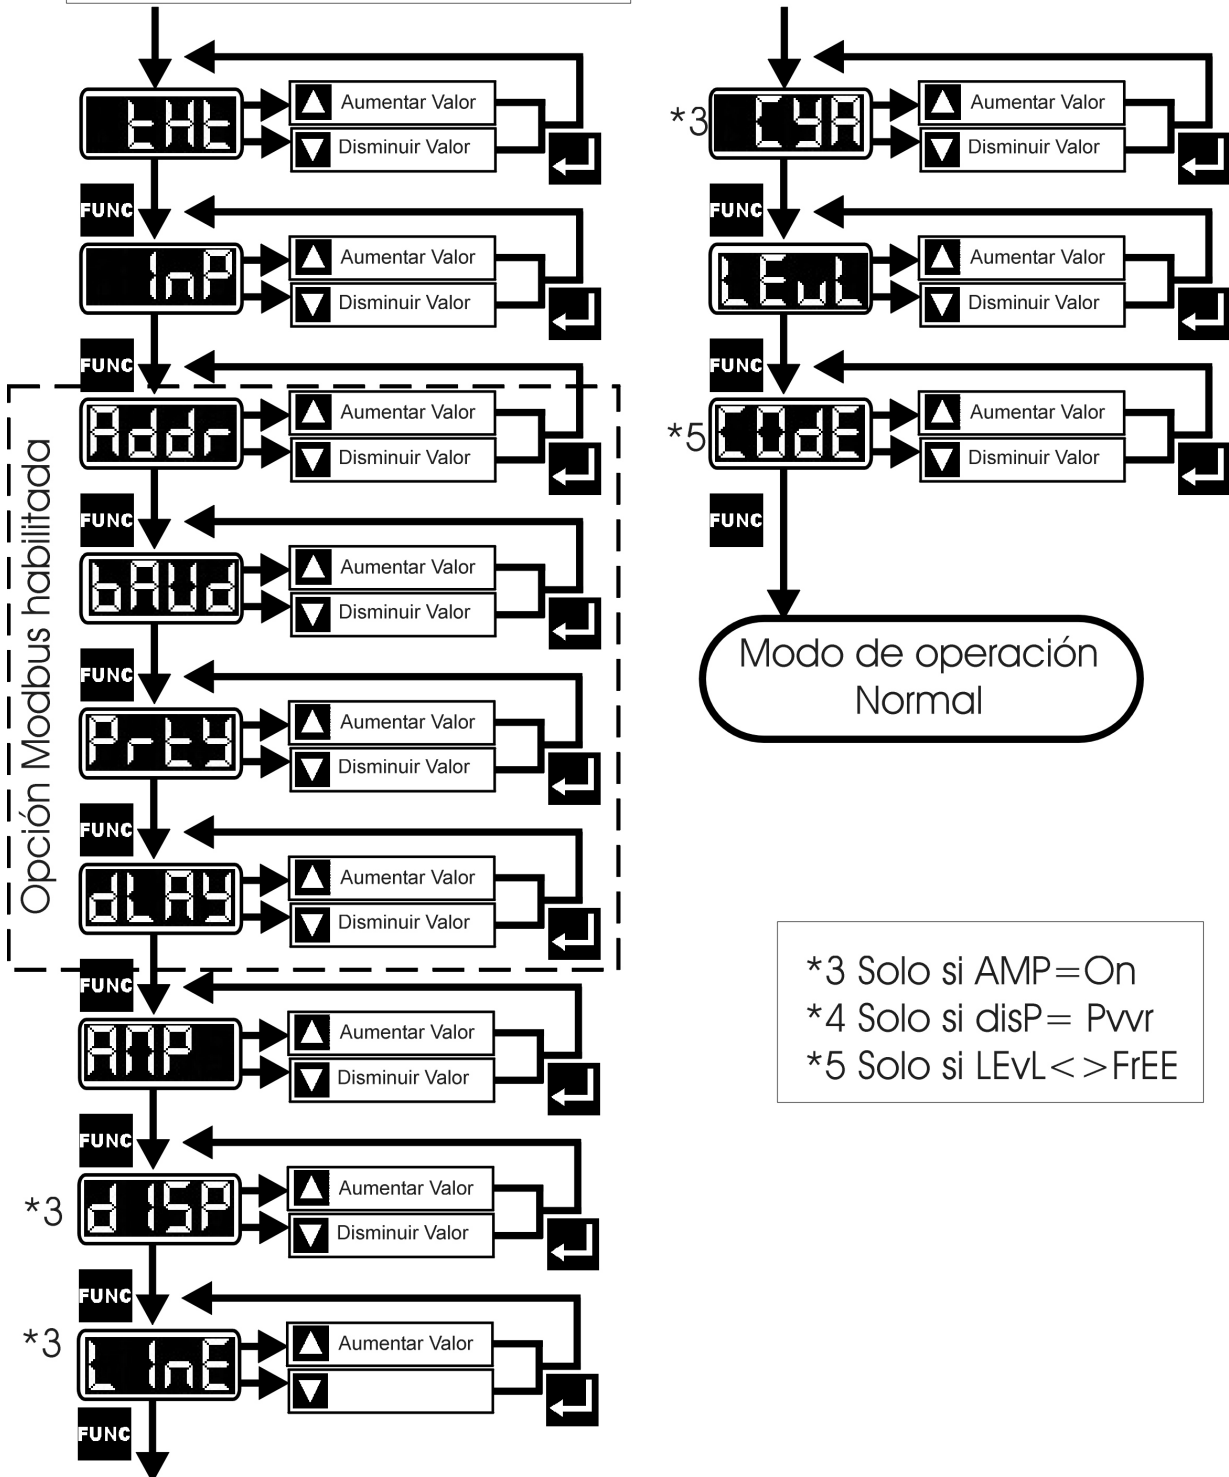 tHt
Aumentar Valor
Disminuir Valor
FUNC
InP
Aumentar Valor
Disminuir Valor
FUNC
Opción Modbus habilitada
Addr
Aumentar Valor
Disminuir Valor
FUNC
bAUd
Aumentar Valor
Disminuir Valor
FUNC
PrtY
Aumentar Valor
Disminuir Valor
FUNC
dLAY
Aumentar Valor
Disminuir Valor
FUNC
AMP
Aumentar Valor
Disminuir Valor
FUNC
*3
dISP
Aumentar Valor
Disminuir Valor
FUNC
*3
LInE
Aumentar Valor
FUNC
*3
CyA
Aumentar Valor
Disminuir Valor
FUNC
LEvL
Aumentar Valor
Disminuir Valor
FUNC
*5
COdE
Aumentar Valor
Disminuir Valor
FUNC
Modo de operación
Normal
*3 Solo si AMP=On
*4 Solo si disP= Pvvr
*5 Solo si LEvL<>FrEE